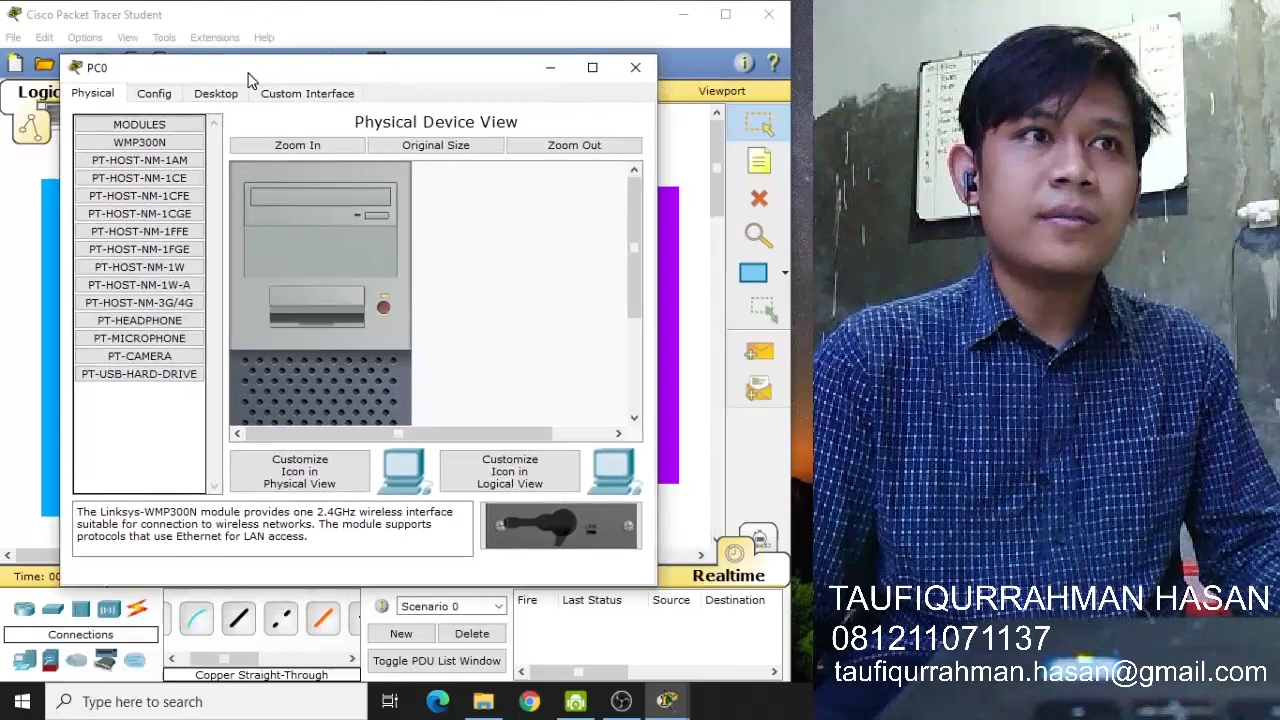 Cisco Packet Tracer Student
File Edit Options View Tools Extensions Help
PC0
Logic
Viewport
Physical Config Desktop Custom Interface
MODULES
WMP300N
PT-HOST-NM-1AM
PT-HOST-NM-1CE
PT-HOST-NM-1CFE
PT-HOST-NM-1CGE
PT-HOST-NM-1FFE
PT-HOST-NM-1FGE
PT-HOST-NM-1W
PT-HOST-NM-1W-A
PT-HOST-NM-3G/4G
PT-HEADPHONE
PT-MICROPHONE
PT-CAMERA
PT-USB-HARD-DRIVE
Physical Device View
Zoom In Original Size Zoom Out
Customize
Icon in
Physical View
Customize
Icon in
Logical View
The Linksys-WMP300N module provides one 2.4GHz wireless interface
suitable for connection to wireless networks. The module supports
protocols that use Ethernet for LAN access.
Time: 00
Realtime
Connections
Copper Straight-Through
Scenario 0
New Delete
Toggle PDU List Window
Fire Last Status Source Destination
Type here to search
TAUFIQURRAHMAN HASAN
081211071137
taufiqurrahman.hasan@gmail.com